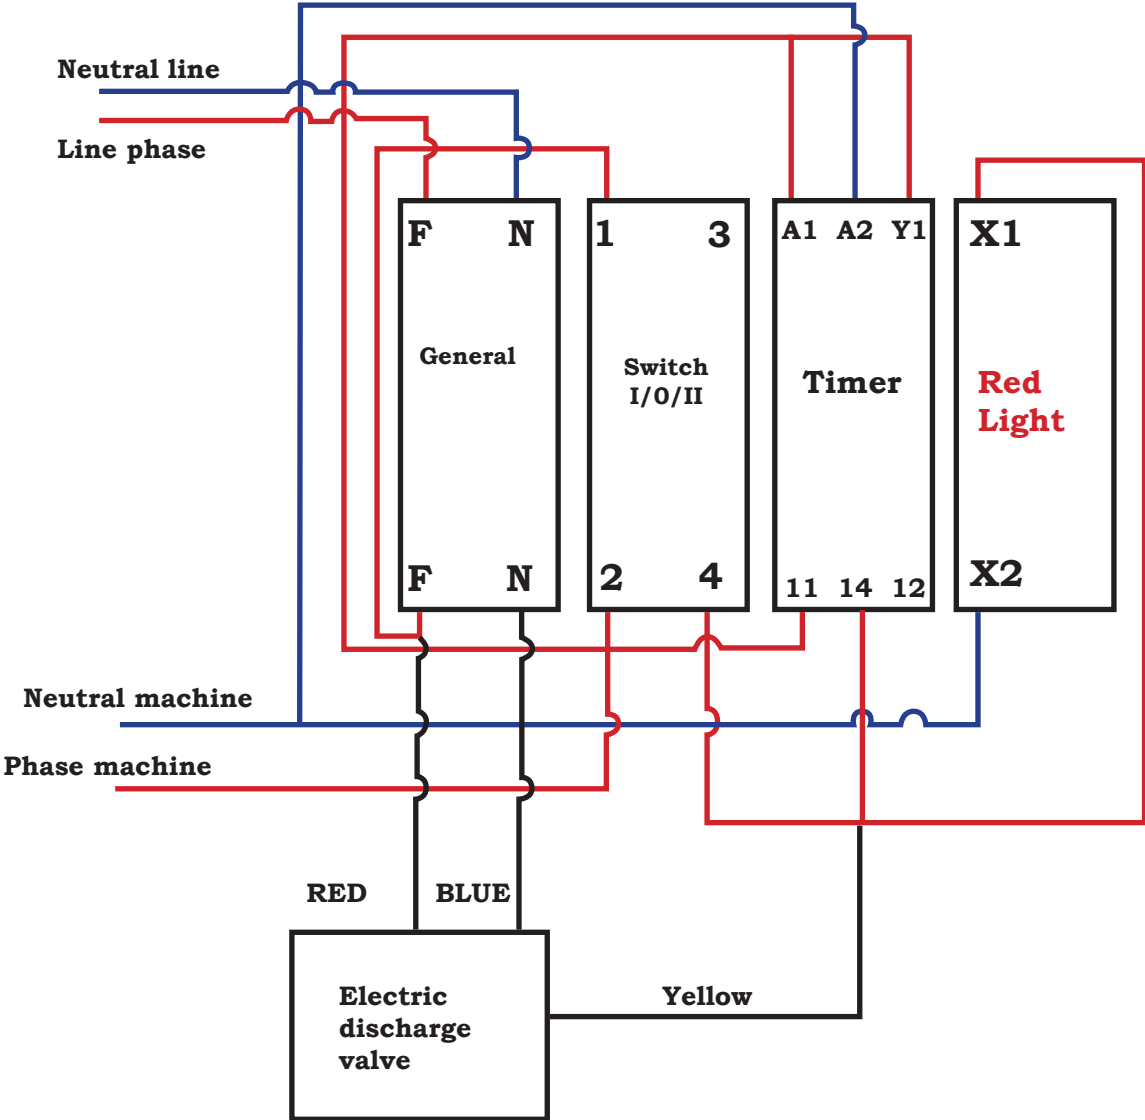 Neutral line
Line phase
F N
1 3
A1 A2 Y1
X1
General
Switch
I/0/II
Timer
Red
Light
F N
2 4
11 14 12
X2
Neutral machine
Phase machine
RED BLUE
Electric
discharge
valve
Yellow